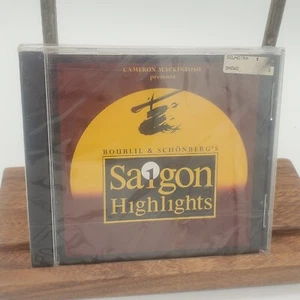 CAMERON MACKINTOSH
presents
BOUBLIL & SCHÖNBERG'S
Saigon
Highlights